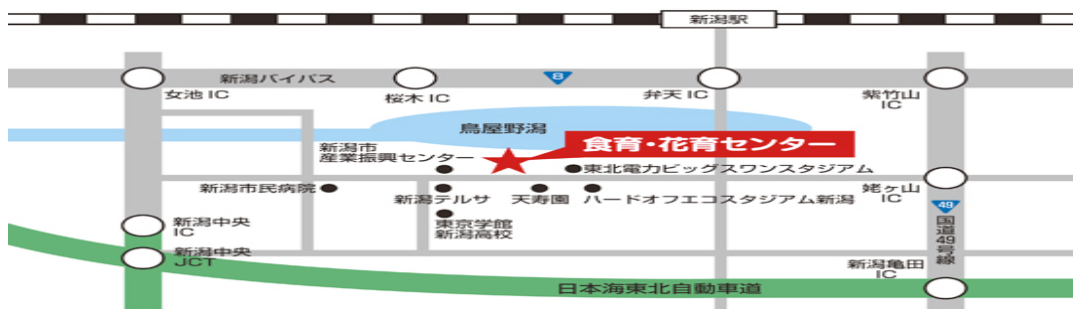 新潟駅
新潟バイパス
8
女池 IC
桜木 IC
弁天 IC
紫竹山
IC
鳥屋野潟
食育・花育センター
新潟市
産業振興センター
東北電力ビッグスワンスタジアム
新潟市民病院
新潟テルサ
天寿園
ハードオフエコスタジアム新潟
姥ヶ山
IC
東京学館
新潟高校
49
国道49号線
新潟中央
IC
新潟中央
JCT
新潟亀田
IC
日本海東北自動車道